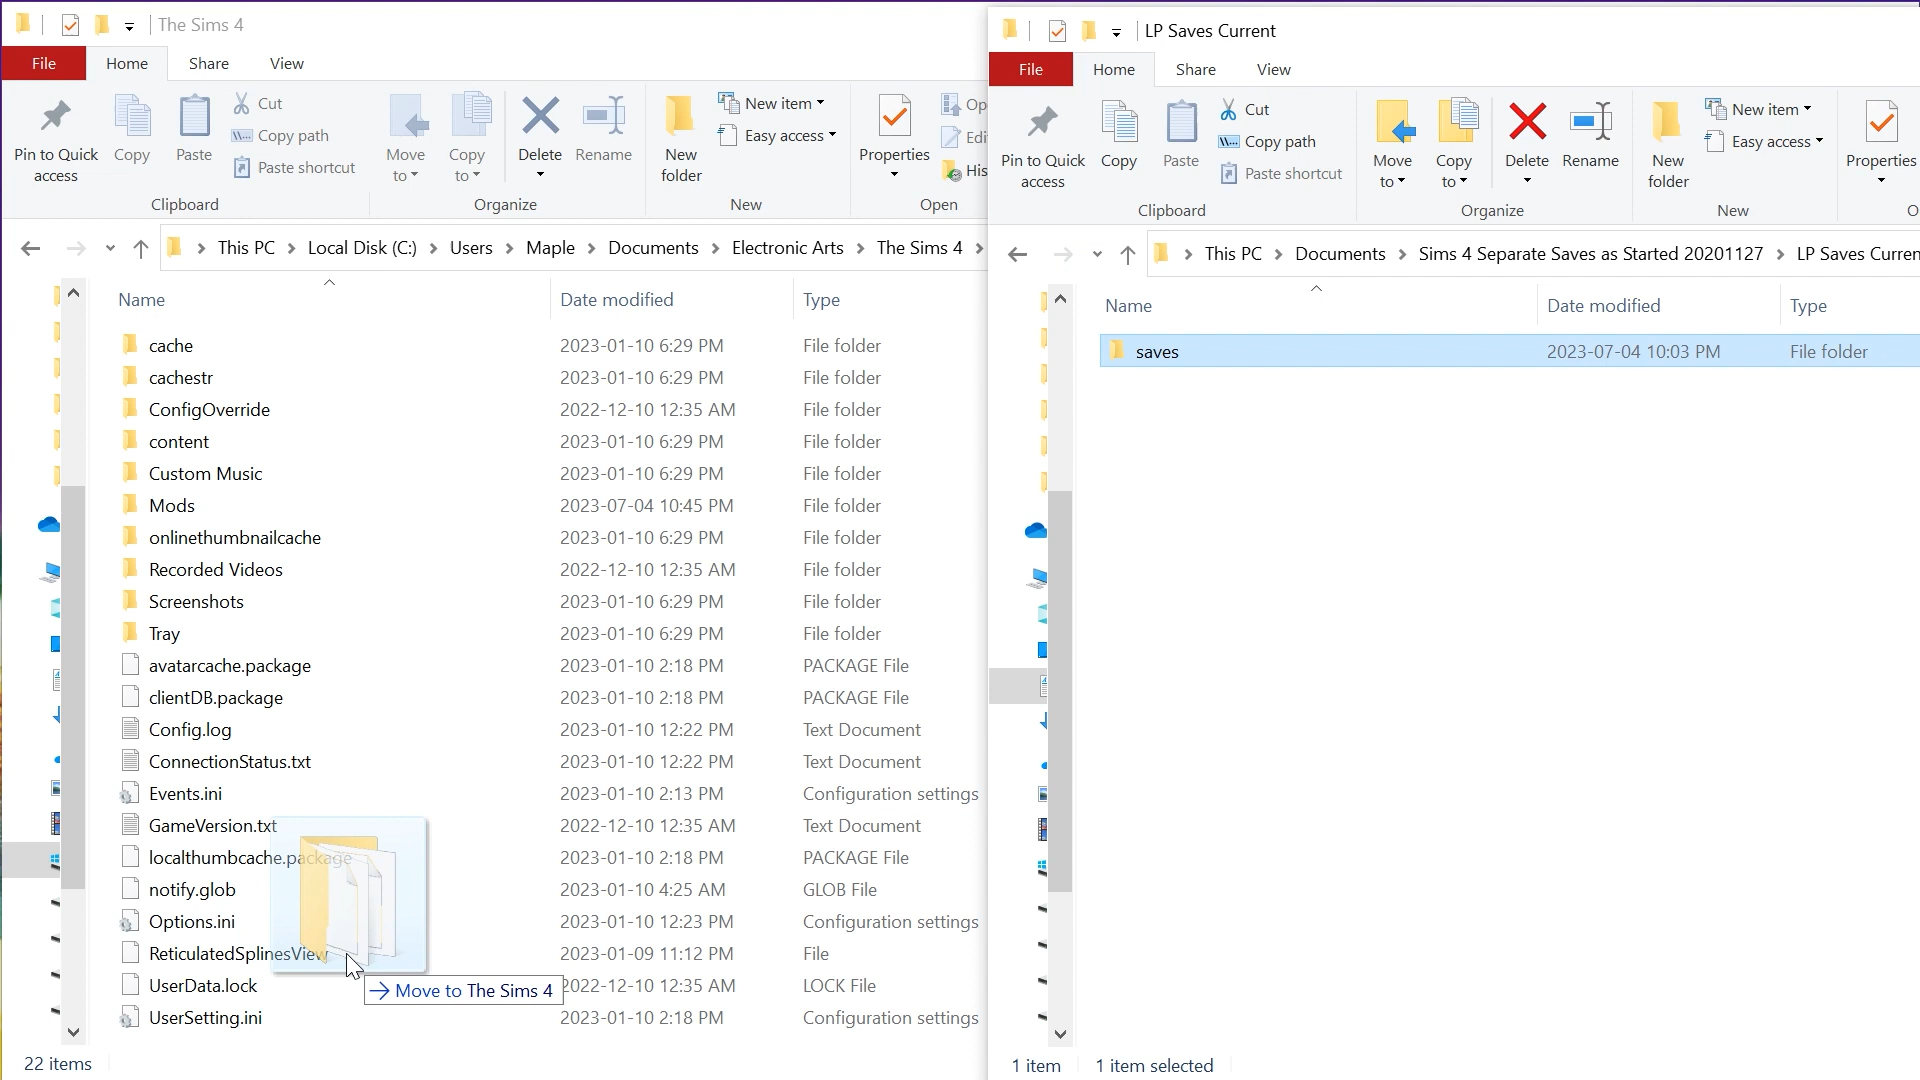 The Sims 4
File Home Share View
Pin to Quick access
Copy
Paste
Cut
Copy path
Paste shortcut
Clipboard
Move to
Copy to
Delete
Rename
Organize
New folder
New item
Easy access
New
Properties
Open
This PC > Local Disk (C:) > Users > Maple > Documents > Electronic Arts > The Sims 4 >
Name Date modified Type
cache 2023-01-10 6:29 PM File folder
cachestr 2023-01-10 6:29 PM File folder
ConfigOverride 2022-12-10 12:35 AM File folder
content 2023-01-10 6:29 PM File folder
Custom Music 2023-01-10 6:29 PM File folder
Mods 2023-07-04 10:45 PM File folder
onlinethumbnailcache 2023-01-10 6:29 PM File folder
Recorded Videos 2022-12-10 12:35 AM File folder
Screenshots 2023-01-10 6:29 PM File folder
Tray 2023-01-10 6:29 PM File folder
avatarcache.package 2023-01-10 2:18 PM PACKAGE File
clientDB.package 2023-01-10 2:18 PM PACKAGE File
Config.log 2023-01-10 12:22 PM Text Document
ConnectionStatus.txt 2023-01-10 12:22 PM Text Document
Events.ini 2023-01-10 2:13 PM Configuration settings
GameVersion.txt 2022-12-10 12:35 AM Text Document
localthumbcache.package 2023-01-10 2:18 PM PACKAGE File
notify.glob 2023-01-10 4:25 AM GLOB File
Options.ini 2023-01-10 12:23 PM Configuration settings
ReticulatedSplinesView 2023-01-09 11:12 PM File
UserData.lock 2022-12-10 12:35 AM LOCK File
UserSetting.ini 2023-01-10 2:18 PM Configuration settings
Move to The Sims 4
22 items
LP Saves Current
File Home Share View
Pin to Quick access
Copy
Paste
Cut
Copy path
Paste shortcut
Clipboard
Move to
Copy to
Delete
Rename
Organize
New folder
New item
Easy access
New
Properties
This PC > Documents > Sims 4 Separate Saves as Started 20201127 > LP Saves Curren
Name Date modified Type
saves 2023-07-04 10:03 PM File folder
1 item 1 item selected